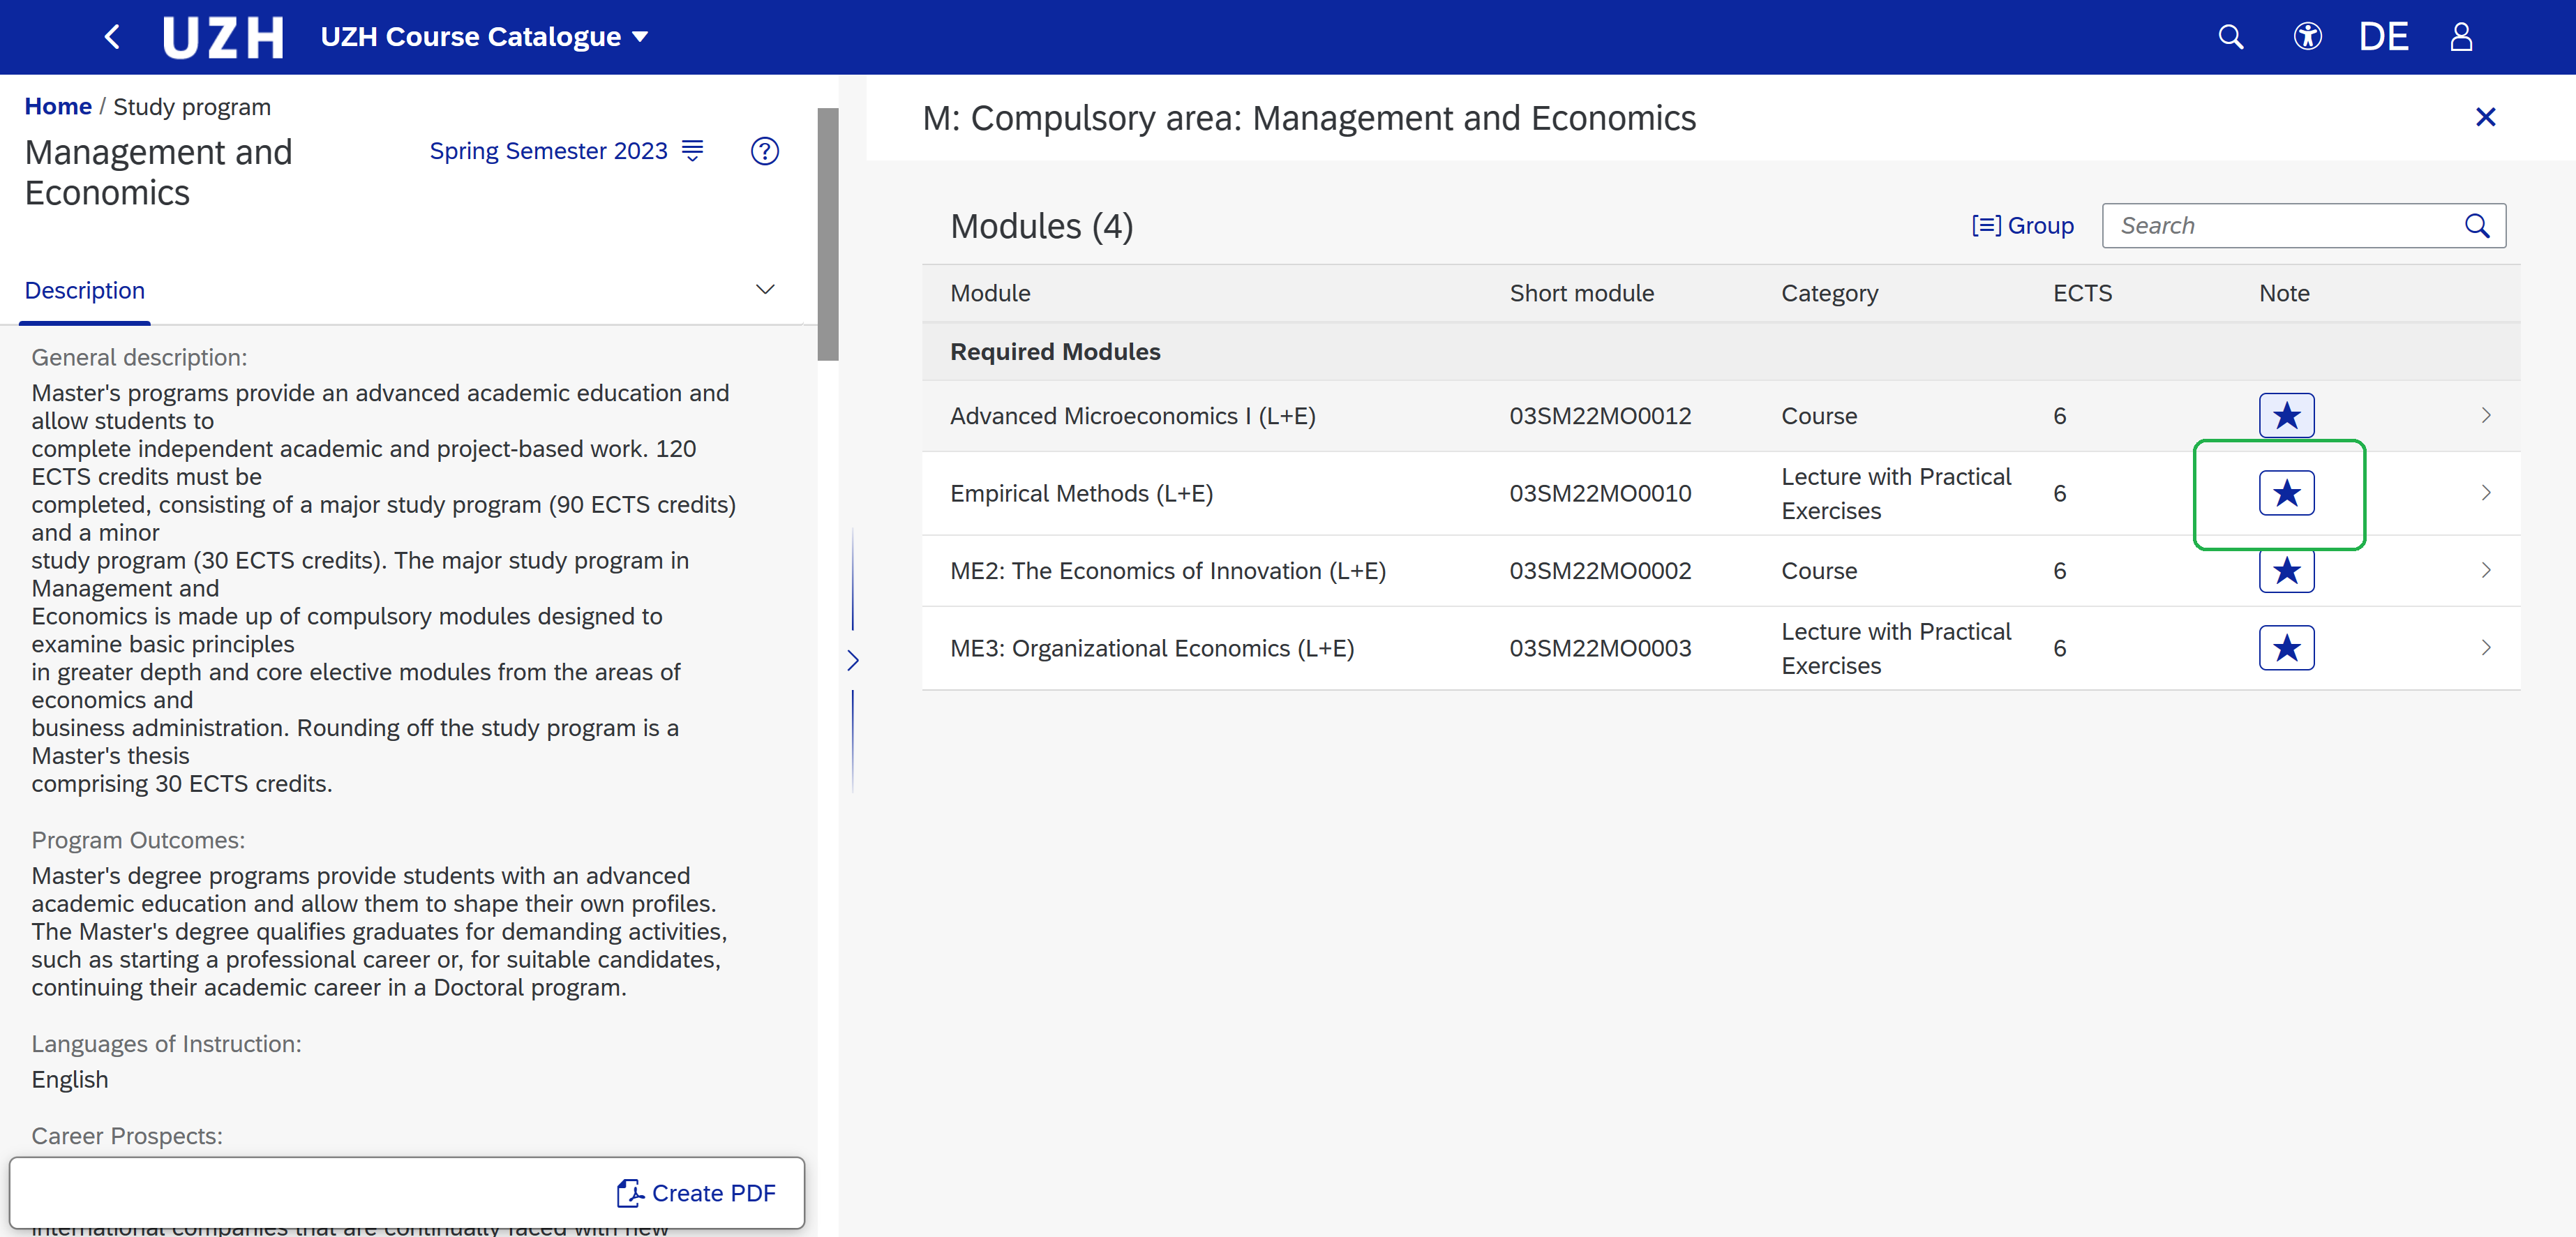 UZH UZH Course Catalogue DE
Home / Study program
Management and
Economics
Spring Semester 2023
Description
General description:
Master's programs provide an advanced academic education and
allow students to
complete independent academic and project-based work. 120
ECTS credits must be
completed, consisting of a major study program (90 ECTS credits)
and a minor
study program (30 ECTS credits). The major study program in
Management and
Economics is made up of compulsory modules designed to
examine basic principles
in greater depth and core elective modules from the areas of
economics and
business administration. Rounding off the study program is a
Master's thesis
comprising 30 ECTS credits.
Program Outcomes:
Master's degree programs provide students with an advanced
academic education and allow them to shape their own profiles.
The Master's degree qualifies graduates for demanding activities,
such as starting a professional career or, for suitable candidates,
continuing their academic career in a Doctoral program.
Languages of Instruction:
English
Career Prospects:
Create PDF
international companies that are continually faced with new
M: Compulsory area: Management and Economics
Modules (4)
Group
Search
Module Short module Category ECTS Note
Required Modules
Advanced Microeconomics I (L+E) 03SM22MO0012 Course 6
Empirical Methods (L+E) 03SM22MO0010 Lecture with Practical Exercises 6
ME2: The Economics of Innovation (L+E) 03SM22MO0002 Course 6
ME3: Organizational Economics (L+E) 03SM22MO0003 Lecture with Practical Exercises 6